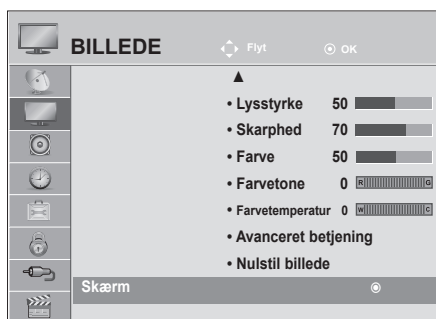 BILLEDE Flyt OK
▲
• Lysstyrke 50
• Skarphed 70
• Farve 50
• Farvetone 0 R G
• Farvetemperatur 0 W C
• Avanceret betjening
• Nulstil billede
Skærm